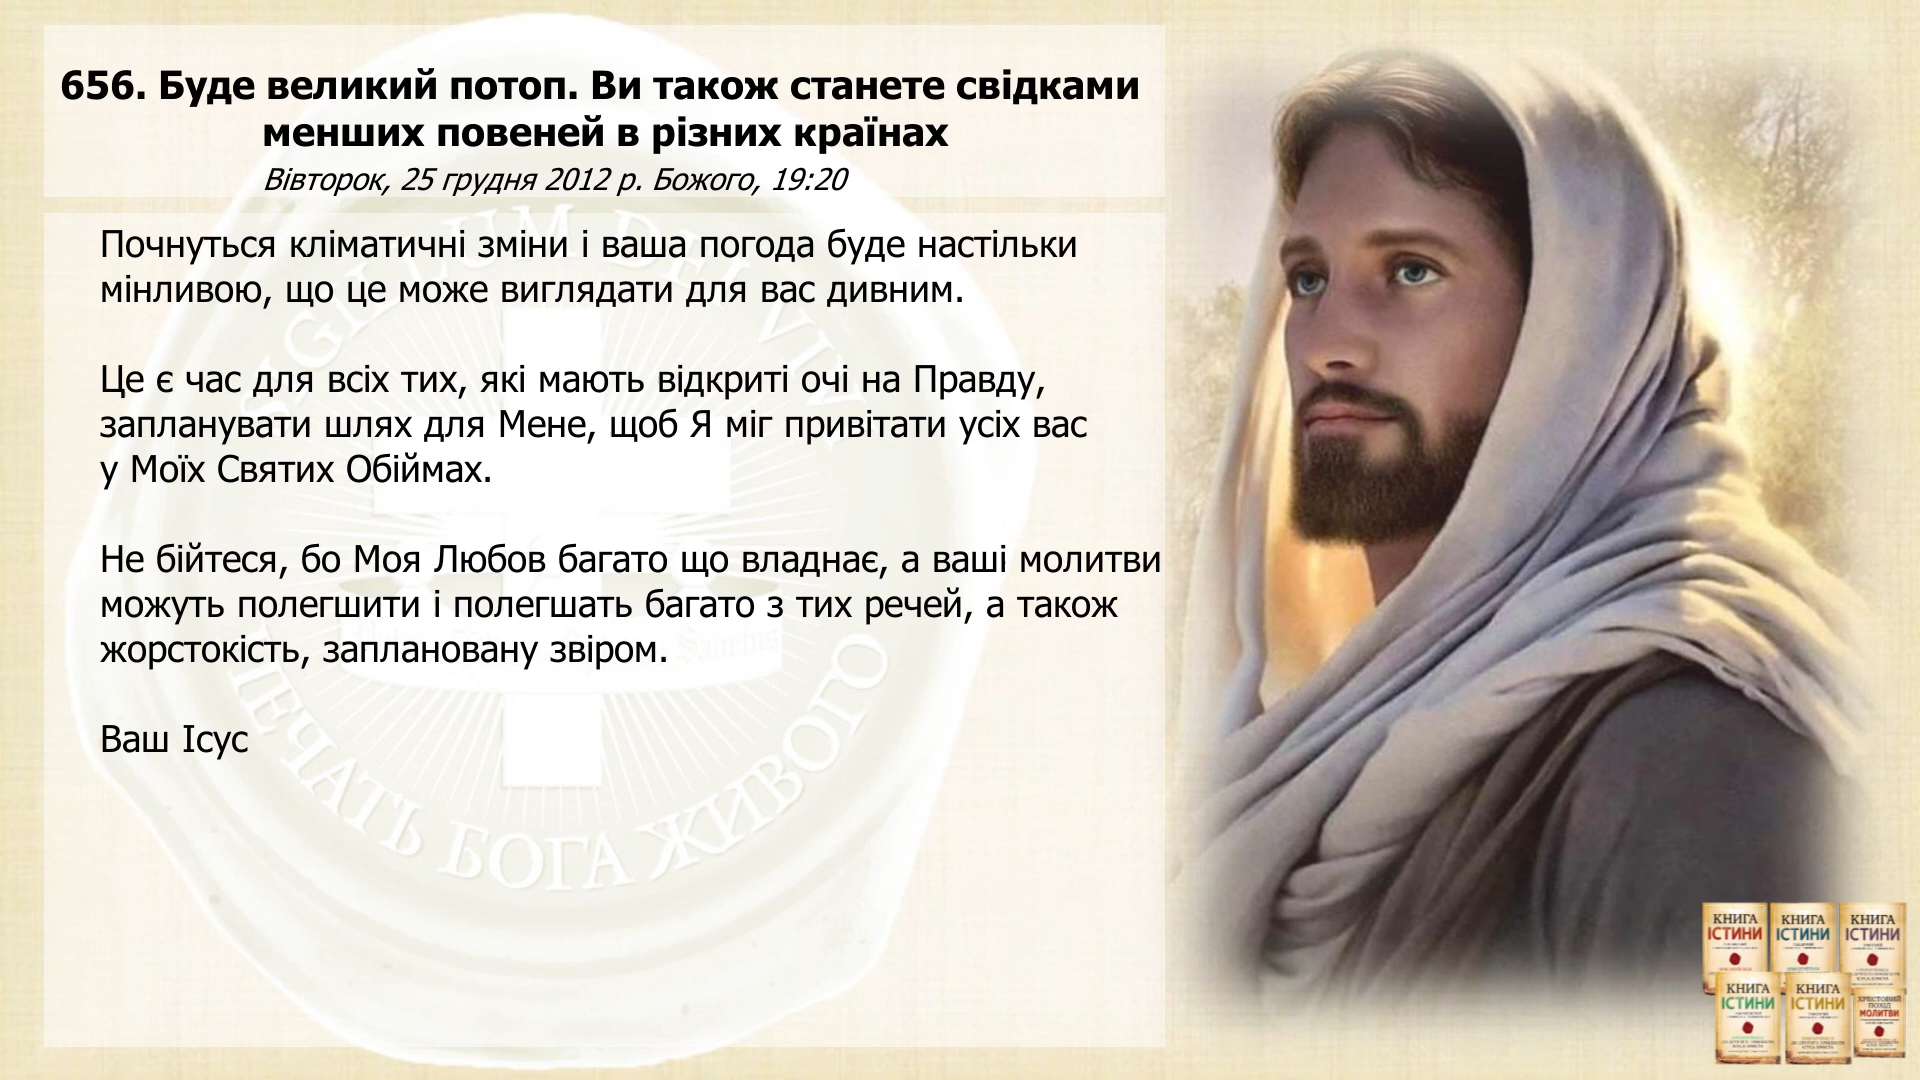 656. Буде великий потоп. Ви також станете свідками
менших повеней в різних країнах
Вівторок, 25 грудня 2012 р. Божого, 19:20
Почнуться кліматичні зміни і ваша погода буде настільки
мінливою, що це може виглядати для вас дивним.
Це є час для всіх тих, які мають відкриті очі на Правду,
запланувати шлях для Мене, щоб Я міг привітати усіх вас
у Моїх Святих Обіймах.
Не бійтеся, бо Моя Любов багато що владнає, а ваші молитви
можуть полегшити і полегшать багато з тих речей, а також
жорстокість, заплановану звіром.
Ваш Ісус
SIGILLUM DEI VIVI
Sanctus
ПЕЧАТЬ БОГА ЖИВОГО
КНИГА
ІСТИНИ
КНИГА
ІСТИНИ
КНИГА
ІСТИНИ
КНИГА
ІСТИНИ
КНИГА
ІСТИНИ
ХРЕСТОВИЙ
ПОХІД
МОЛИТВИ